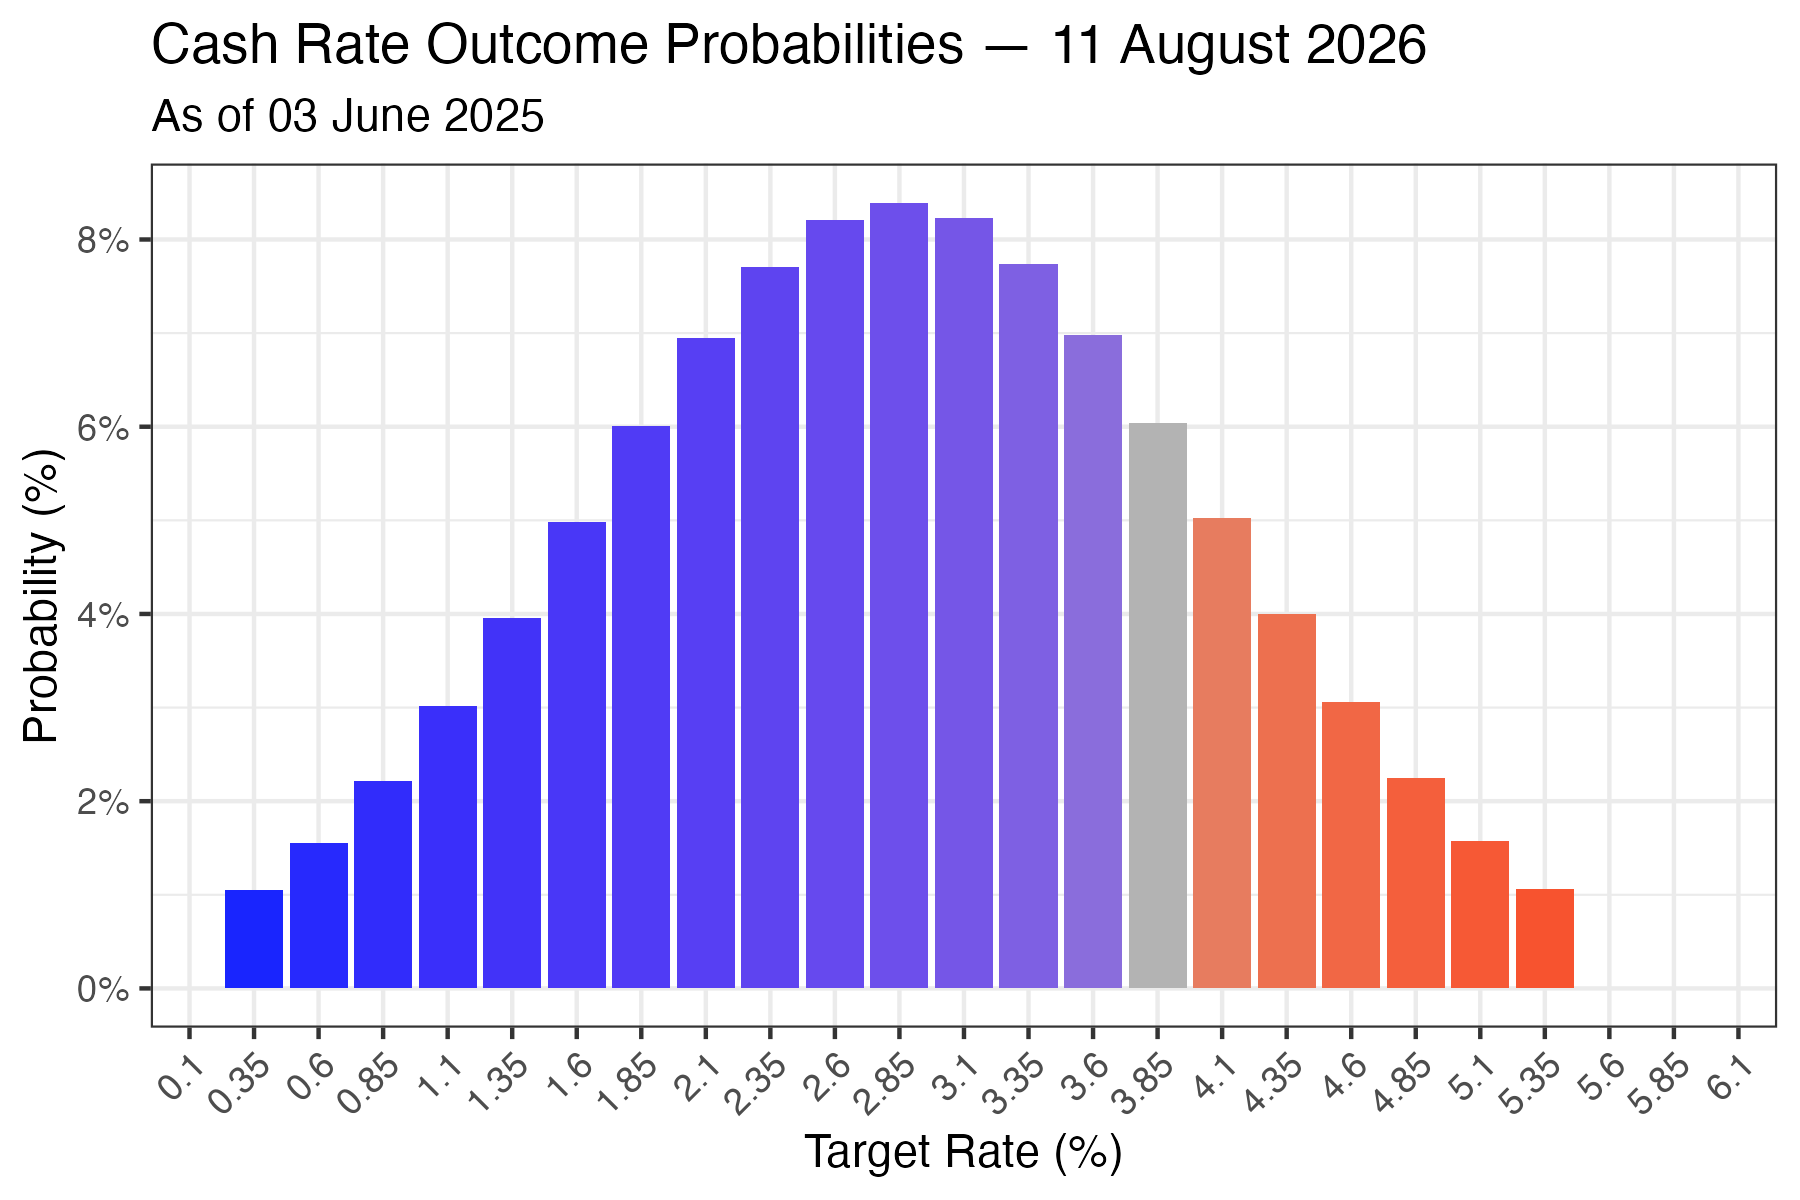 Cash Rate Outcome Probabilities — 11 August 2026
As of 03 June 2025
Probability (%)
8%
6%
4%
2%
0%
0.1 0.35 0.6 0.85 1.1 1.35 1.6 1.85 2.1 2.35 2.6 2.85 3.1 3.35 3.6 3.85 4.1 4.35 4.6 4.85 5.1 5.35 5.6 5.85 6.1
Target Rate (%)